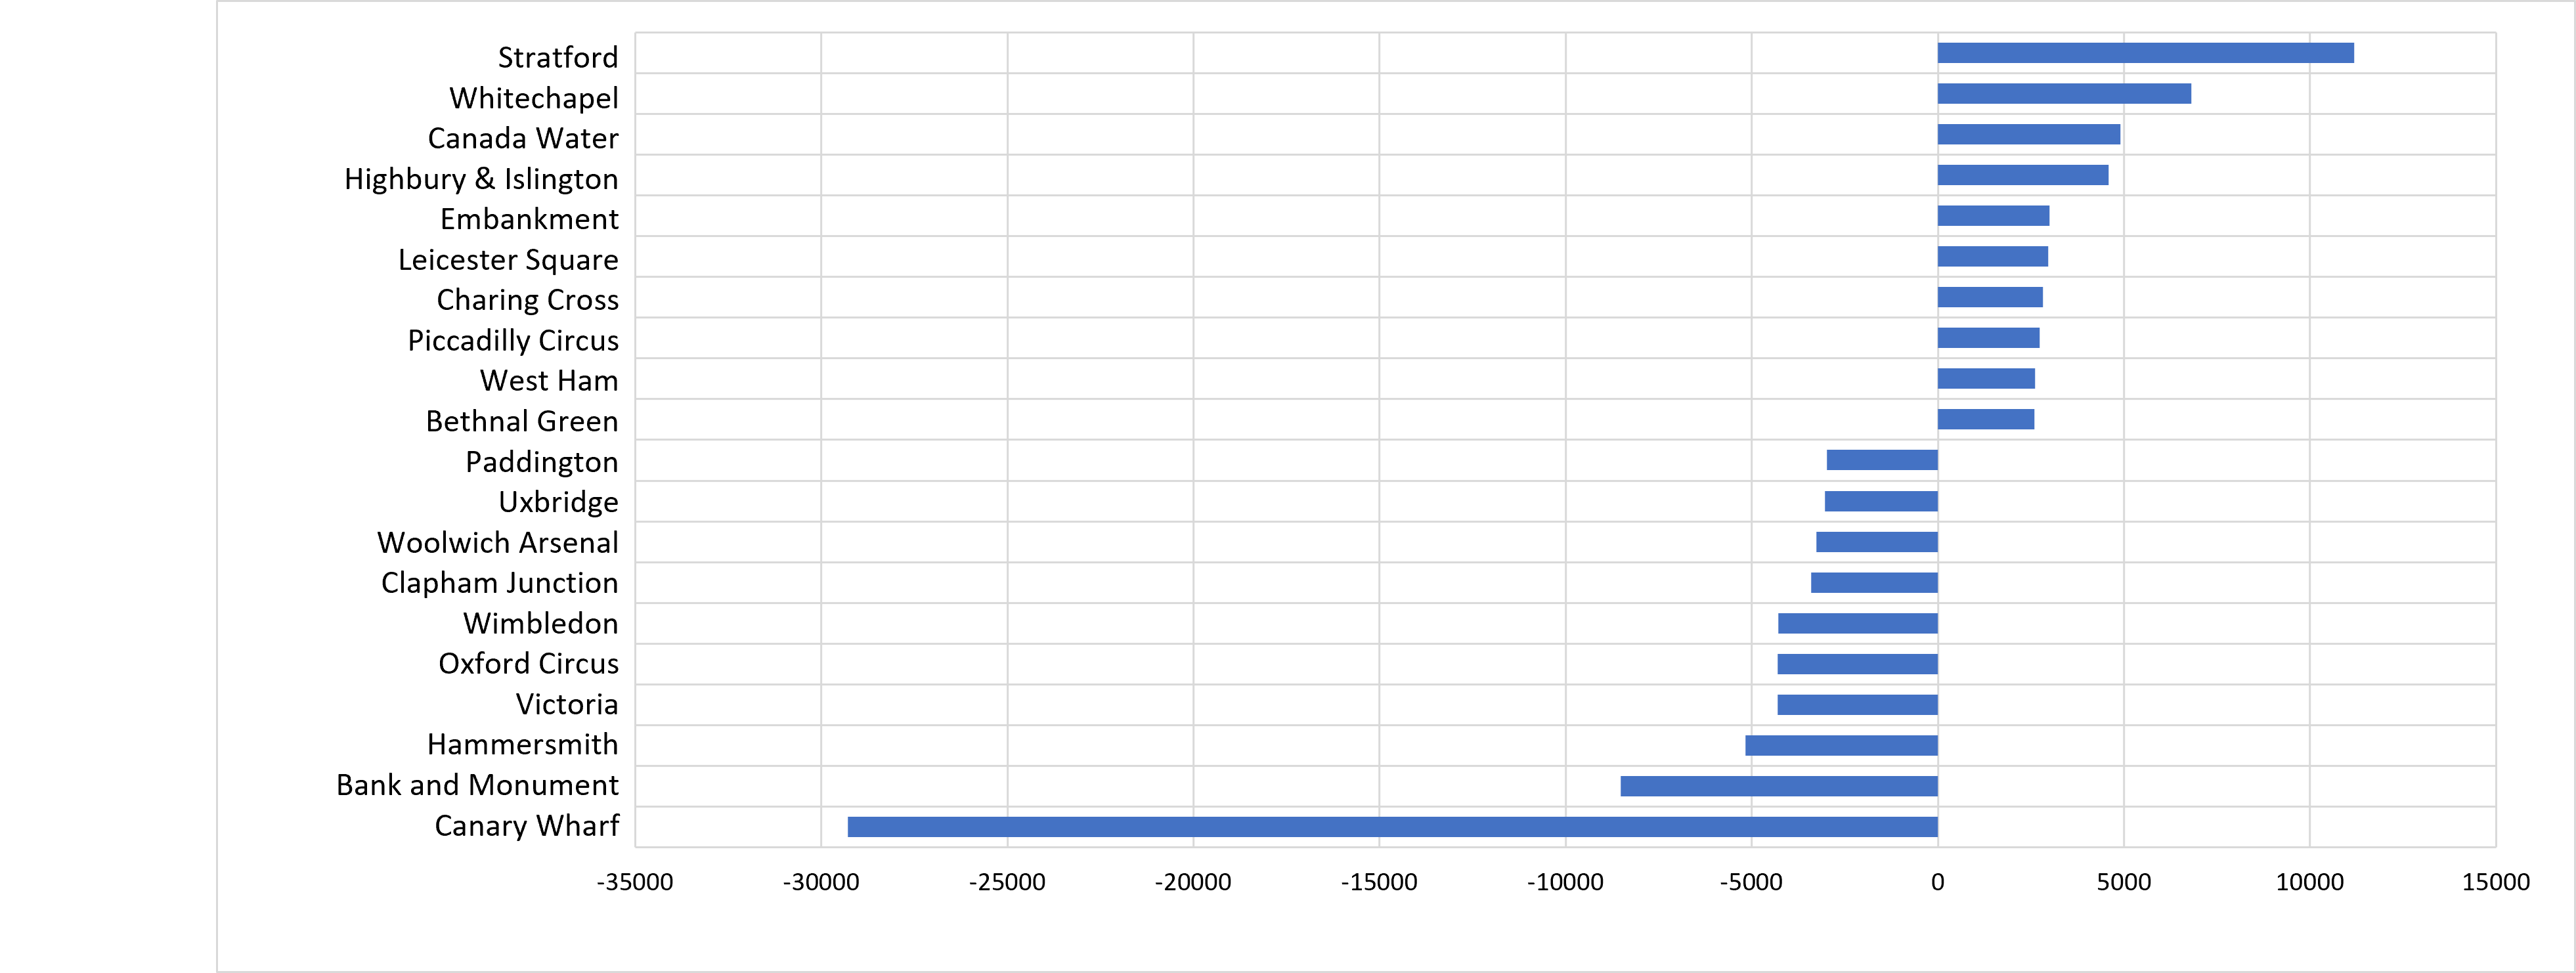 Stratford
Whitechapel
Canada Water
Highbury & Islington
Embankment
Leicester Square
Charing Cross
Piccadilly Circus
West Ham
Bethnal Green
Paddington
Uxbridge
Woolwich Arsenal
Clapham Junction
Wimbledon
Oxford Circus
Victoria
Hammersmith
Bank and Monument
Canary Wharf
-35000 -30000 -25000 -20000 -15000 -10000 -5000 0 5000 10000 15000